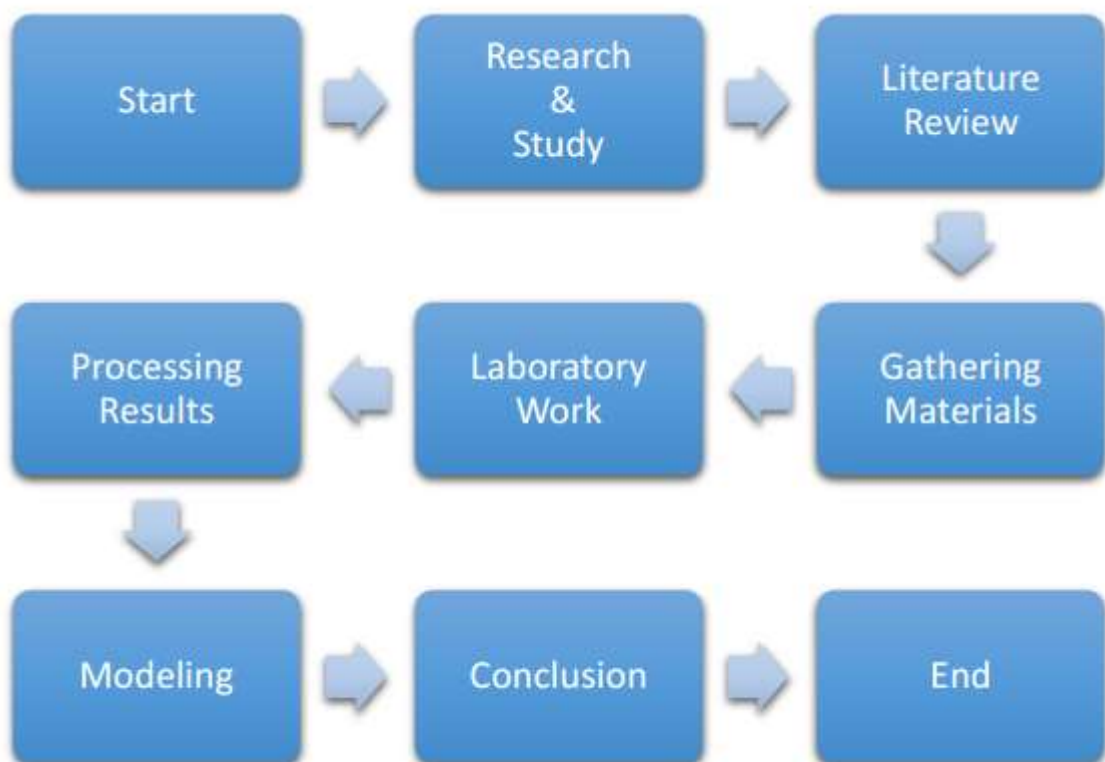 Start
Research
&
Study
Literature
Review
Gathering
Materials
Laboratory
Work
Processing
Results
Modeling
Conclusion
End